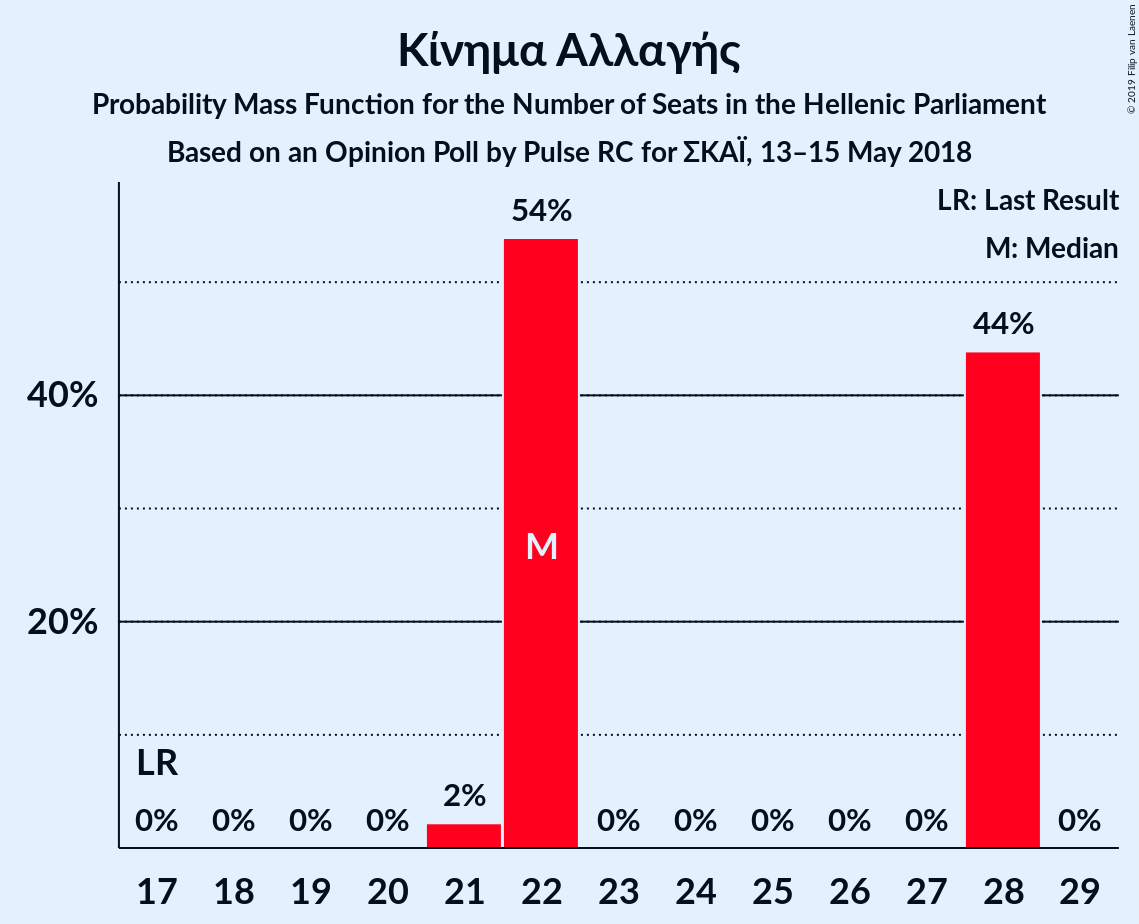 Κίνημα Αλλαγής
Probability Mass Function for the Number of Seats in the Hellenic Parliament
Based on an Opinion Poll by Pulse RC for ΣΚΑΪ, 13–15 May 2018
© 2019 Filip van Laenen
LR: Last Result
M: Median
54%
44%
40%
M
20%
LR
2%
0% 0% 0% 0% 0% 0% 0% 0% 0% 0%
17 18 19 20 21 22 23 24 25 26 27 28 29